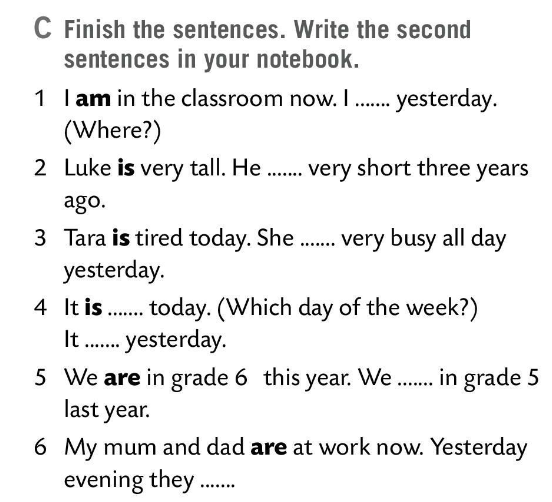 C Finish the sentences. Write the second
sentences in your notebook.
1 I am in the classroom now. I ....... yesterday.
(Where?)
2 Luke is very tall. He ....... very short three years
ago.
3 Tara is tired today. She ....... very busy all day
yesterday.
4 It is ....... today. (Which day of the week?)
It ....... yesterday.
5 We are in grade 6 this year. We ....... in grade 5
last year.
6 My mum and dad are at work now. Yesterday
evening they .......